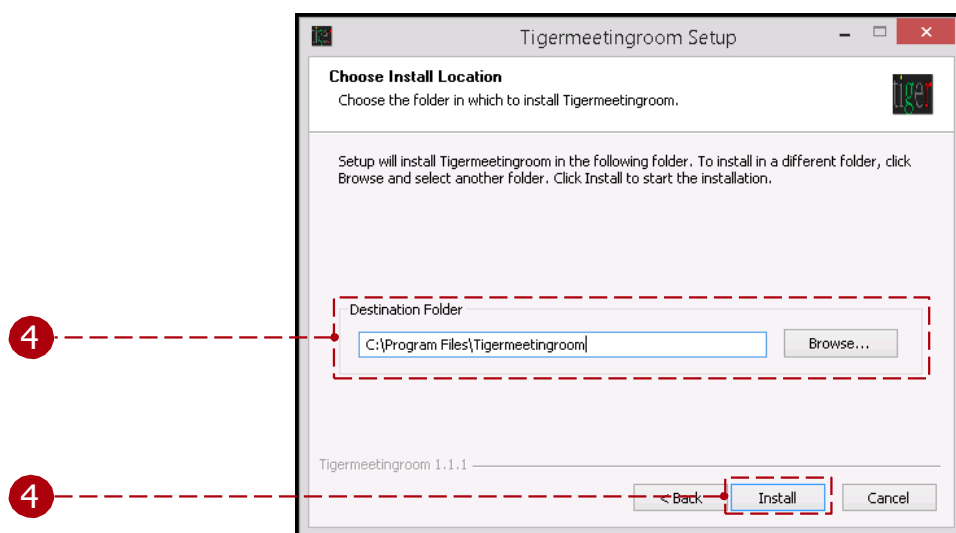 Tigermeetingroom Setup
Choose Install Location
Choose the folder in which to install Tigermeetingroom.
tiger
Setup will install Tigermeetingroom in the following folder. To install in a different folder, click
Browse and select another folder. Click Install to start the installation.
Destination Folder
4
C:\Program Files\Tigermeetingroom
Browse...
Tigermeetingroom 1.1.1
4
< Back
Install
Cancel